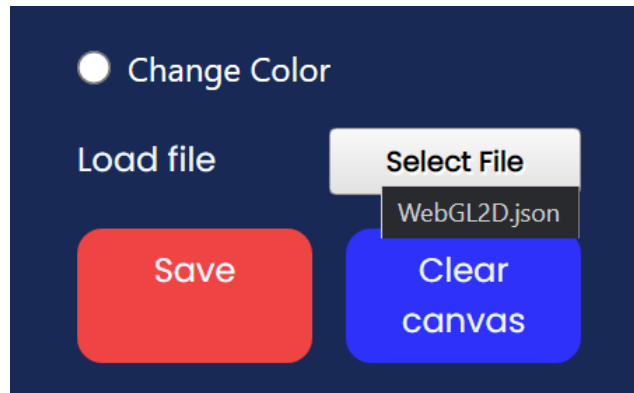 Change Color
Load file
Select File
WebGL2D.json
Save
Clear
canvas